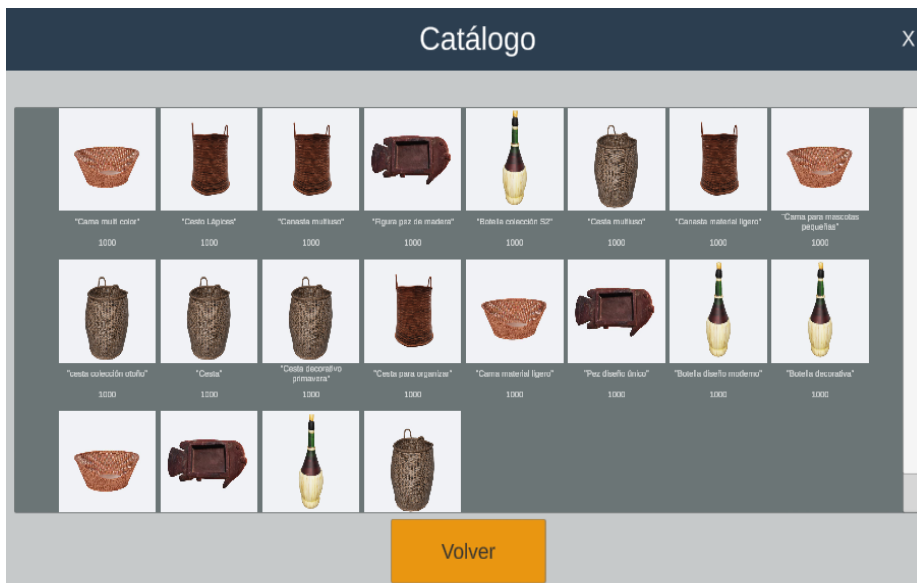 Catálogo
X
"Cama multi color"
1000
"Cesto Lápices"
1000
"Canasta multiuso"
1000
"Figura pez de madera"
1000
"Botella colección S2"
1000
"Cesta multiuso"
1000
"Canasta material ligero"
1000
"Cama para mascotas
pequeñas"
1000
"cesta colección otoño"
1000
"Cesta"
1000
"Cesta decorativo
primavera"
1000
"Cesta para organizar"
1000
"Cama material ligero"
1000
"Pez diseño único"
1000
"Botella diseño moderno"
1000
"Botella decorativa"
1000
Volver